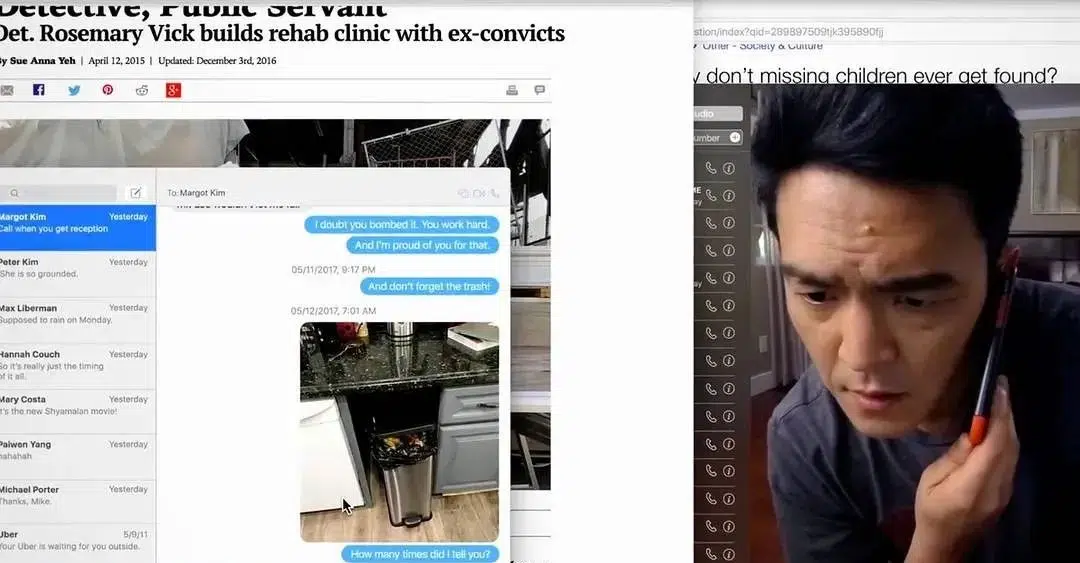 Detective, Public Servant
Det. Rosemary Vick builds rehab clinic with ex-convicts
By Sue Anna Yeh | April 12, 2015 | Updated: December 3rd, 2016
To: Margot Kim
Margot Kim Yesterday
Call when you get reception
Peter Kim Yesterday
She is so grounded.
Max Liberman Yesterday
Supposed to rain on Monday.
Hannah Couch Yesterday
So it's really just the timing
of it all.
Mary Costa Yesterday
It's the new Shyamalan movie!
Paiwen Yang Yesterday
hahahah
Michael Porter Yesterday
Thanks, Mike.
Uber 5/9/11
Your Uber is waiting for you outside.
I doubt you bombed it. You work hard.
And I'm proud of you for that.
05/11/2017, 9:17 PM
And don't forget the trash!
05/12/2017, 7:01 AM
How many times did I tell you?
stion/index?qid=289897509tjk395890fjj
Other - Society & Culture
y don't missing children ever get found?
udio
umber